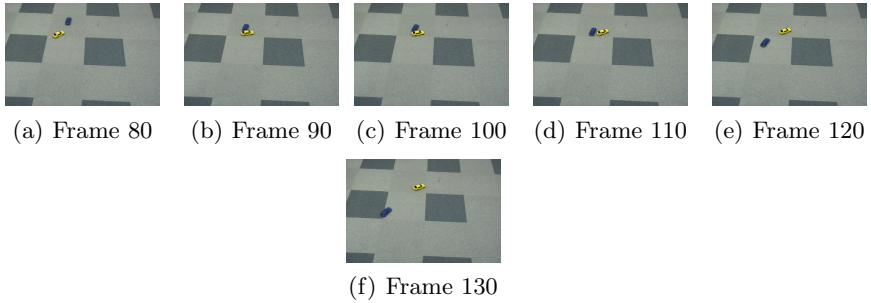 (a) Frame 80
(b) Frame 90
(c) Frame 100
(d) Frame 110
(e) Frame 120
(f) Frame 130